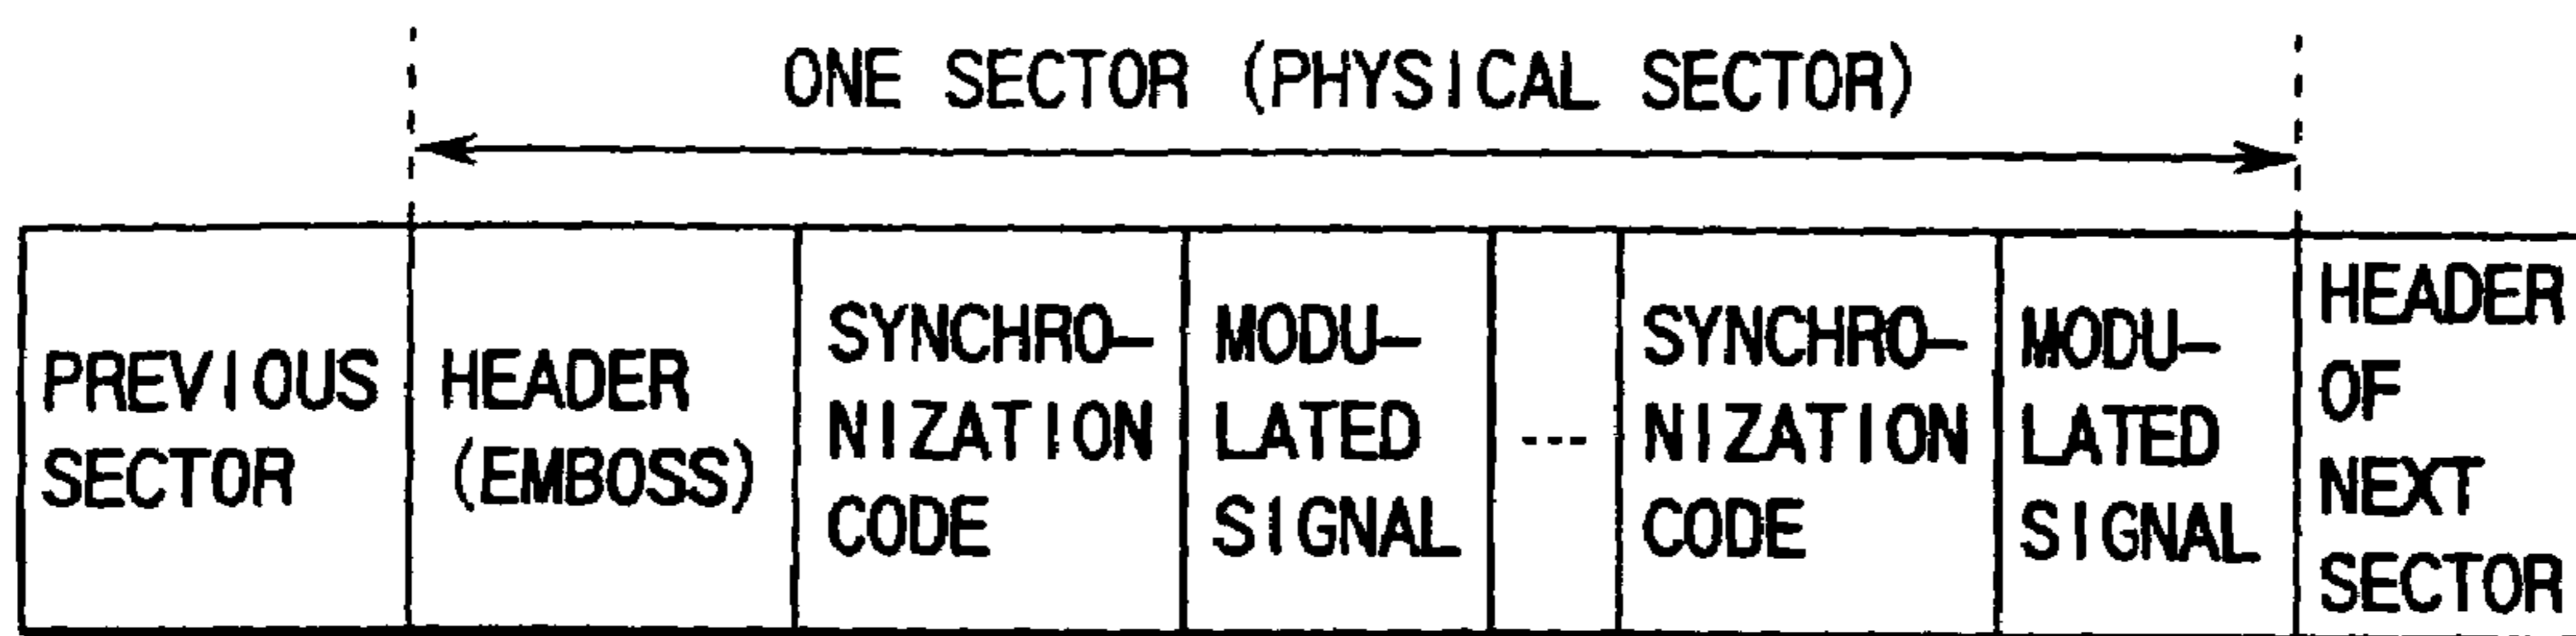 ONE SECTOR (PHYSICAL SECTOR)
PREVIOUS
SECTOR
HEADER
(EMBOSS)
SYNCHRO–
NIZATION
CODE
MODU–
LATED
SIGNAL
---
SYNCHRO–
NIZATION
CODE
MODU–
LATED
SIGNAL
HEADER
OF
NEXT
SECTOR